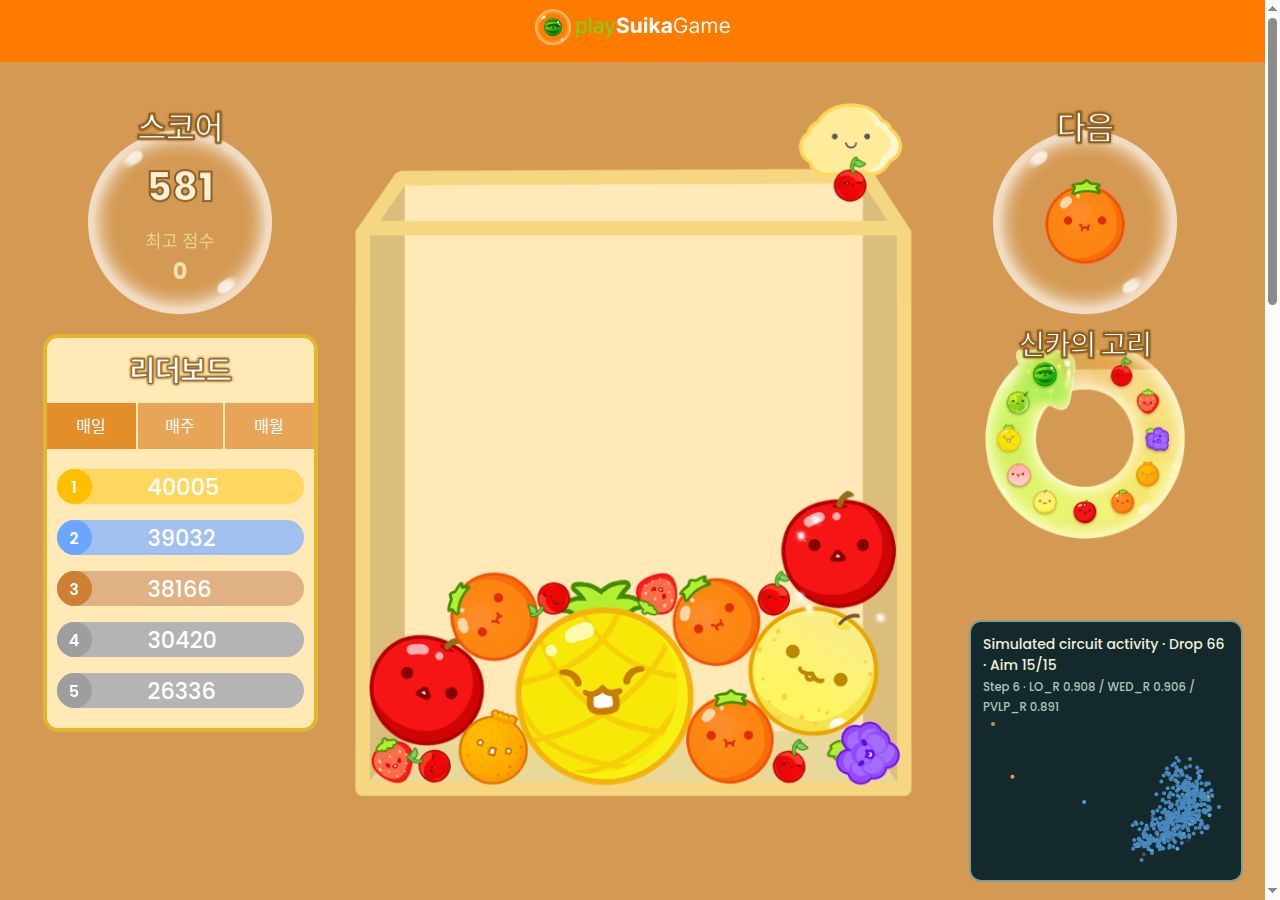 playSuikaGame
스코어
581
최고 점수
0
리더보드
매일 매주 매월
1 40005
2 39032
3 38166
4 30420
5 26336
다음
신카의 고리
Simulated circuit activity · Drop 66
· Aim 15/15
Step 6 · LO_R 0.908 / WED_R 0.906 /
PVLP_R 0.891